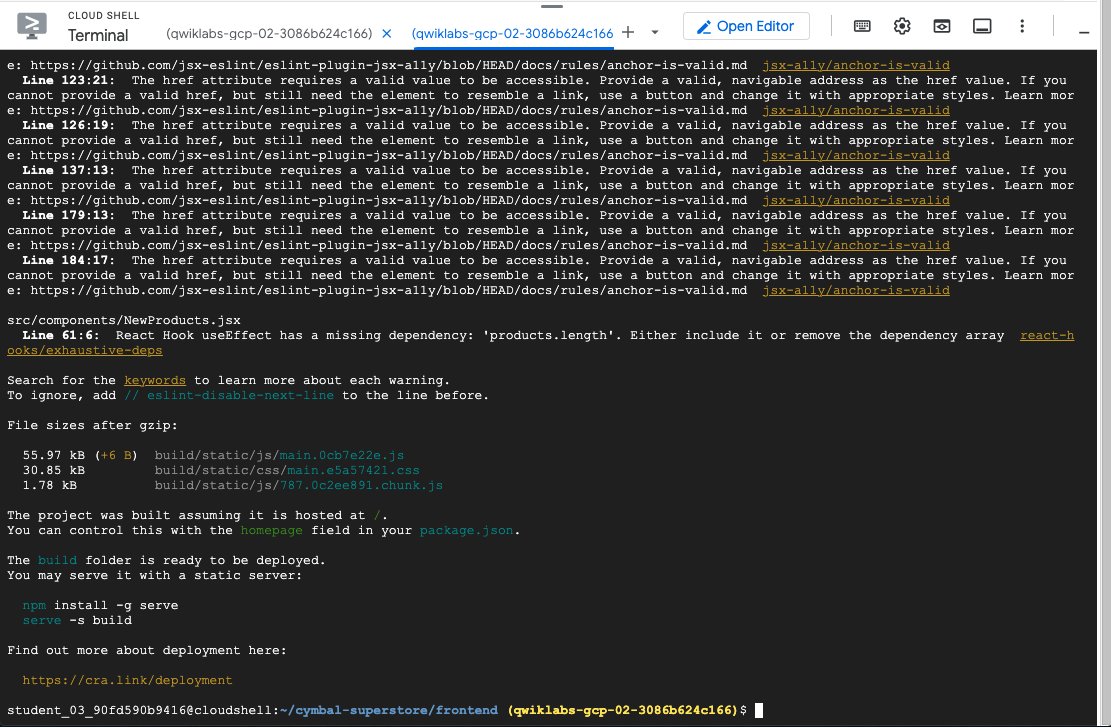 CLOUD SHELL
Terminal
(qwiklabs-gcp-02-3086b624c166) ×
(qwiklabs-gcp-02-3086b624c166
+
Open Editor
e: https://github.com/jsx-eslint/eslint-plugin-jsx-a11y/blob/HEAD/docs/rules/anchor-is-valid.md  jsx-a11y/anchor-is-valid
  Line 123:21:  The href attribute requires a valid value to be accessible. Provide a valid, navigable address as the href value. If you
cannot provide a valid href, but still need the element to resemble a link, use a button and change it with appropriate styles. Learn mor
e: https://github.com/jsx-eslint/eslint-plugin-jsx-a11y/blob/HEAD/docs/rules/anchor-is-valid.md  jsx-a11y/anchor-is-valid
  Line 126:19:  The href attribute requires a valid value to be accessible. Provide a valid, navigable address as the href value. If you
cannot provide a valid href, but still need the element to resemble a link, use a button and change it with appropriate styles. Learn mor
e: https://github.com/jsx-eslint/eslint-plugin-jsx-a11y/blob/HEAD/docs/rules/anchor-is-valid.md  jsx-a11y/anchor-is-valid
  Line 137:13:  The href attribute requires a valid value to be accessible. Provide a valid, navigable address as the href value. If you
cannot provide a valid href, but still need the element to resemble a link, use a button and change it with appropriate styles. Learn mor
e: https://github.com/jsx-eslint/eslint-plugin-jsx-a11y/blob/HEAD/docs/rules/anchor-is-valid.md  jsx-a11y/anchor-is-valid
  Line 179:13:  The href attribute requires a valid value to be accessible. Provide a valid, navigable address as the href value. If you
cannot provide a valid href, but still need the element to resemble a link, use a button and change it with appropriate styles. Learn mor
e: https://github.com/jsx-eslint/eslint-plugin-jsx-a11y/blob/HEAD/docs/rules/anchor-is-valid.md  jsx-a11y/anchor-is-valid
  Line 184:17:  The href attribute requires a valid value to be accessible. Provide a valid, navigable address as the href value. If you
cannot provide a valid href, but still need the element to resemble a link, use a button and change it with appropriate styles. Learn mor
e: https://github.com/jsx-eslint/eslint-plugin-jsx-a11y/blob/HEAD/docs/rules/anchor-is-valid.md  jsx-a11y/anchor-is-valid
src/components/NewProducts.jsx
  Line 61:6:  React Hook useEffect has a missing dependency: 'products.length'. Either include it or remove the dependency array  react-h
ooks/exhaustive-deps
Search for the keywords to learn more about each warning.
To ignore, add // eslint-disable-next-line to the line before.
File sizes after gzip:
  55.97 kB (+6 B)  build/static/js/main.0cb7e22e.js
  30.85 kB         build/static/css/main.e5a57421.css
  1.78 kB          build/static/js/787.0c2ee891.chunk.js
The project was built assuming it is hosted at /.
You can control this with the homepage field in your package.json.
The build folder is ready to be deployed.
You may serve it with a static server:
  npm install -g serve
  serve -s build
Find out more about deployment here:
  https://cra.link/deployment
student_03_90fd590b9416@cloudshell:~/cymbal-superstore/frontend (qwiklabs-gcp-02-3086b624c166)$